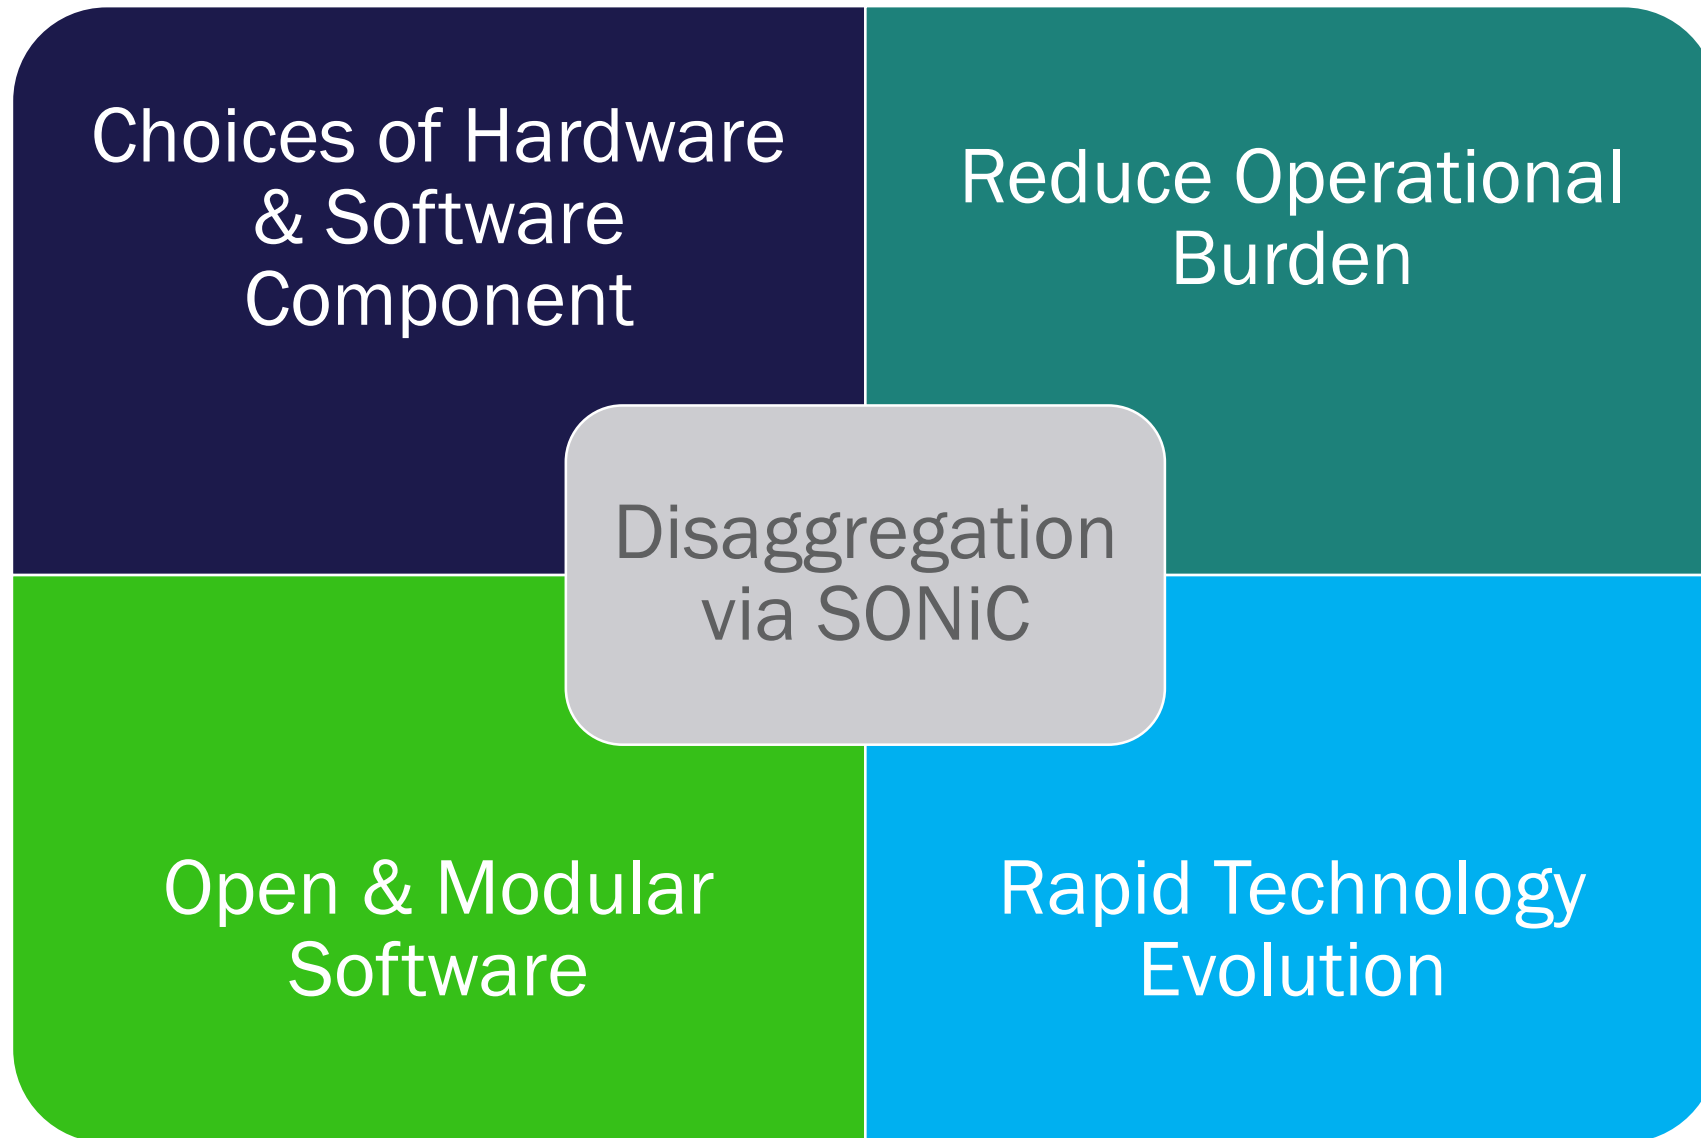 Choices of Hardware
& Software
Component
Reduce Operational
Burden
Disaggregation
via SONiC
Open & Modular
Software
Rapid Technology
Evolution